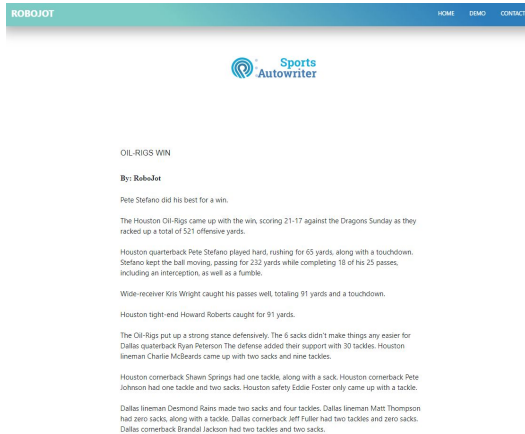 ROBOJOT
HOME DEMO CONTACT
Sports
Autowriter
OIL-RIGS WIN
By: RoboJot
Pete Stefano did his best for a win.
The Houston Oil-Rigs came up with the win, scoring 21-17 against the Dragons Sunday as they
racked up a total of 521 offensive yards.
Houston quarterback Pete Stefano played hard, rushing for 65 yards, along with a touchdown.
Stefano kept the ball moving, passing for 232 yards while completing 18 of his 25 passes,
including an interception, as well as a fumble.
Wide-receiver Kris Wright caught his passes well, totaling 91 yards and a touchdown.
Houston tight-end Howard Roberts caught for 91 yards.
The Oil-Rigs put up a strong stance defensively. The 6 sacks didn't make things any easier for
Dallas quaterback Ryan Peterson The defense added their support with 30 tackles. Houston
lineman Charlie McBeards came up with two sacks and nine tackles.
Houston cornerback Shawn Springs had one tackle, along with a sack. Houston cornerback Pete
Johnson had one tackle and two sacks. Houston safety Eddie Foster only came up with a tackle.
Dallas lineman Desmond Rains made two sacks and four tackles. Dallas lineman Matt Thompson
had zero sacks, along with a tackle. Dallas cornerback Jeff Fuller had two tackles and zero sacks.
Dallas cornerback Brandal Jackson had two tackles and two sacks.